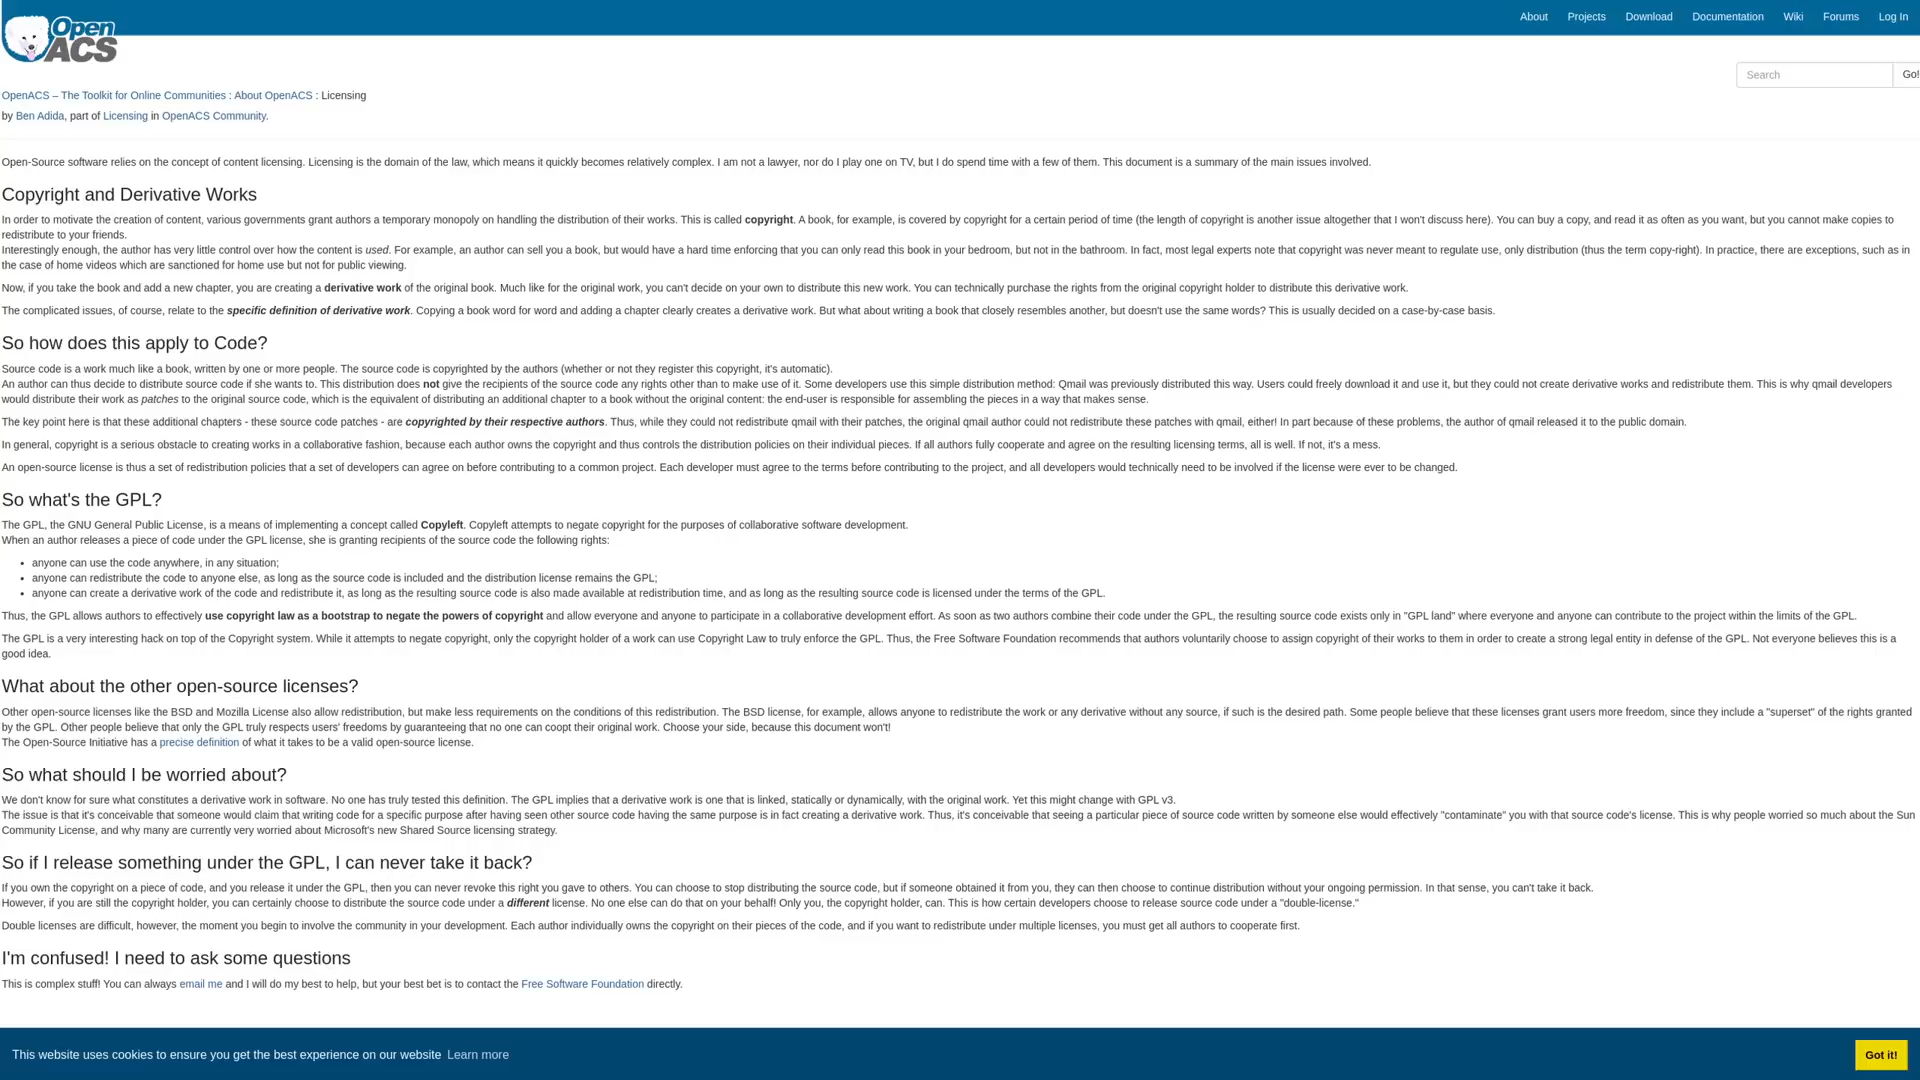 About Projects Download Documentation Wiki Forums Log In
Open
ACS
Search Go!
OpenACS – The Toolkit for Online Communities : About OpenACS : Licensing
by Ben Adida, part of Licensing in OpenACS Community.
Open-Source software relies on the concept of content licensing. Licensing is the domain of the law, which means it quickly becomes relatively complex. I am not a lawyer, nor do I play one on TV, but I do spend time with a few of them. This document is a summary of the main issues involved.
Copyright and Derivative Works
In order to motivate the creation of content, various governments grant authors a temporary monopoly on handling the distribution of their works. This is called copyright. A book, for example, is covered by copyright for a certain period of time (the length of copyright is another issue altogether that I won't discuss here). You can buy a copy, and read it as often as you want, but you cannot make copies to
redistribute to your friends.
Interestingly enough, the author has very little control over how the content is used. For example, an author can sell you a book, but would have a hard time enforcing that you can only read this book in your bedroom, but not in the bathroom. In fact, most legal experts note that copyright was never meant to regulate use, only distribution (thus the term copy-right). In practice, there are exceptions, such as in
the case of home videos which are sanctioned for home use but not for public viewing.
Now, if you take the book and add a new chapter, you are creating a derivative work of the original book. Much like for the original work, you can't decide on your own to distribute this new work. You can technically purchase the rights from the original copyright holder to distribute this derivative work.
The complicated issues, of course, relate to the specific definition of derivative work. Copying a book word for word and adding a chapter clearly creates a derivative work. But what about writing a book that closely resembles another, but doesn't use the same words? This is usually decided on a case-by-case basis.
So how does this apply to Code?
Source code is a work much like a book, written by one or more people. The source code is copyrighted by the authors (whether or not they register this copyright, it's automatic).
An author can thus decide to distribute source code if she wants to. This distribution does not give the recipients of the source code any rights other than to make use of it. Some developers use this simple distribution method: Qmail was previously distributed this way. Users could freely download it and use it, but they could not create derivative works and redistribute them. This is why qmail developers
would distribute their work as patches to the original source code, which is the equivalent of distributing an additional chapter to a book without the original content: the end-user is responsible for assembling the pieces in a way that makes sense.
The key point here is that these additional chapters - these source code patches - are copyrighted by their respective authors. Thus, while they could not redistribute qmail with their patches, the original qmail author could not redistribute these patches with qmail, either! In part because of these problems, the author of qmail released it to the public domain.
In general, copyright is a serious obstacle to creating works in a collaborative fashion, because each author owns the copyright and thus controls the distribution policies on their individual pieces. If all authors fully cooperate and agree on the resulting licensing terms, all is well. If not, it's a mess.
An open-source license is thus a set of redistribution policies that a set of developers can agree on before contributing to a common project. Each developer must agree to the terms before contributing to the project, and all developers would technically need to be involved if the license were ever to be changed.
So what's the GPL?
The GPL, the GNU General Public License, is a means of implementing a concept called Copyleft. Copyleft attempts to negate copyright for the purposes of collaborative software development.
When an author releases a piece of code under the GPL license, she is granting recipients of the source code the following rights:
• anyone can use the code anywhere, in any situation;
• anyone can redistribute the code to anyone else, as long as the source code is included and the distribution license remains the GPL;
• anyone can create a derivative work of the code and redistribute it, as long as the resulting source code is also made available at redistribution time, and as long as the resulting source code is licensed under the terms of the GPL.
Thus, the GPL allows authors to effectively use copyright law as a bootstrap to negate the powers of copyright and allow everyone and anyone to participate in a collaborative development effort. As soon as two authors combine their code under the GPL, the resulting source code exists only in "GPL land" where everyone and anyone can contribute to the project within the limits of the GPL.
The GPL is a very interesting hack on top of the Copyright system. While it attempts to negate copyright, only the copyright holder of a work can use Copyright Law to truly enforce the GPL. Thus, the Free Software Foundation recommends that authors voluntarily choose to assign copyright of their works to them in order to create a strong legal entity in defense of the GPL. Not everyone believes this is a
good idea.
What about the other open-source licenses?
Other open-source licenses like the BSD and Mozilla License also allow redistribution, but make less requirements on the conditions of this redistribution. The BSD license, for example, allows anyone to redistribute the work or any derivative without any source, if such is the desired path. Some people believe that these licenses grant users more freedom, since they include a "superset" of the rights granted
by the GPL. Other people believe that only the GPL truly respects users' freedoms by guaranteeing that no one can coopt their original work. Choose your side, because this document won't!
The Open-Source Initiative has a precise definition of what it takes to be a valid open-source license.
So what should I be worried about?
We don't know for sure what constitutes a derivative work in software. No one has truly tested this definition. The GPL implies that a derivative work is one that is linked, statically or dynamically, with the original work. Yet this might change with GPL v3.
The issue is that it's conceivable that someone would claim that writing code for a specific purpose after having seen other source code having the same purpose is in fact creating a derivative work. Thus, it's conceivable that seeing a particular piece of source code written by someone else would effectively "contaminate" you with that source code's license. This is why people worried so much about the Sun
Community License, and why many are currently very worried about Microsoft's new Shared Source licensing strategy.
So if I release something under the GPL, I can never take it back?
If you own the copyright on a piece of code, and you release it under the GPL, then you can never revoke this right you gave to others. You can choose to stop distributing the source code, but if someone obtained it from you, they can then choose to continue distribution without your ongoing permission. In that sense, you can't take it back.
However, if you are still the copyright holder, you can certainly choose to distribute the source code under a different license. No one else can do that on your behalf! Only you, the copyright holder, can. This is how certain developers choose to release source code under a "double-license."
Double licenses are difficult, however, the moment you begin to involve the community in your development. Each author individually owns the copyright on their pieces of the code, and if you want to redistribute under multiple licenses, you must get all authors to cooperate first.
I'm confused! I need to ask some questions
This is complex stuff! You can always email me and I will do my best to help, but your best bet is to contact the Free Software Foundation directly.
This website uses cookies to ensure you get the best experience on our website Learn more
Got it!